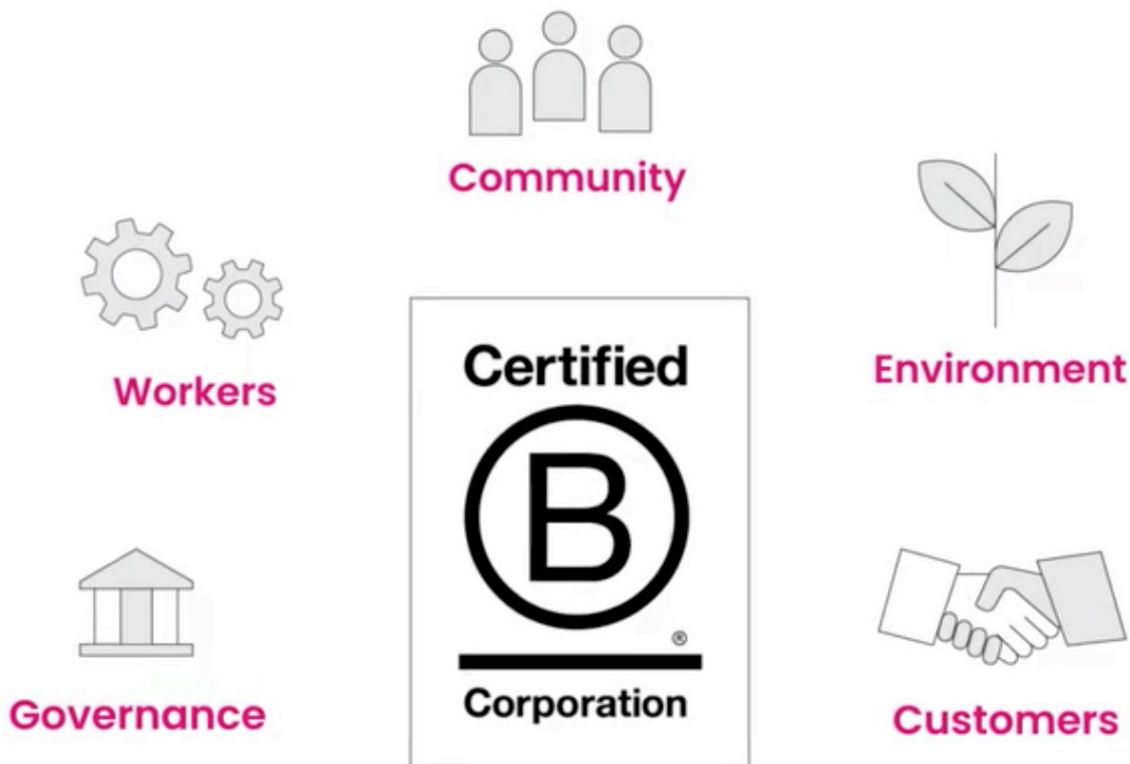 Community
Workers
Environment
Certified
B
®
Corporation
Governance
Customers